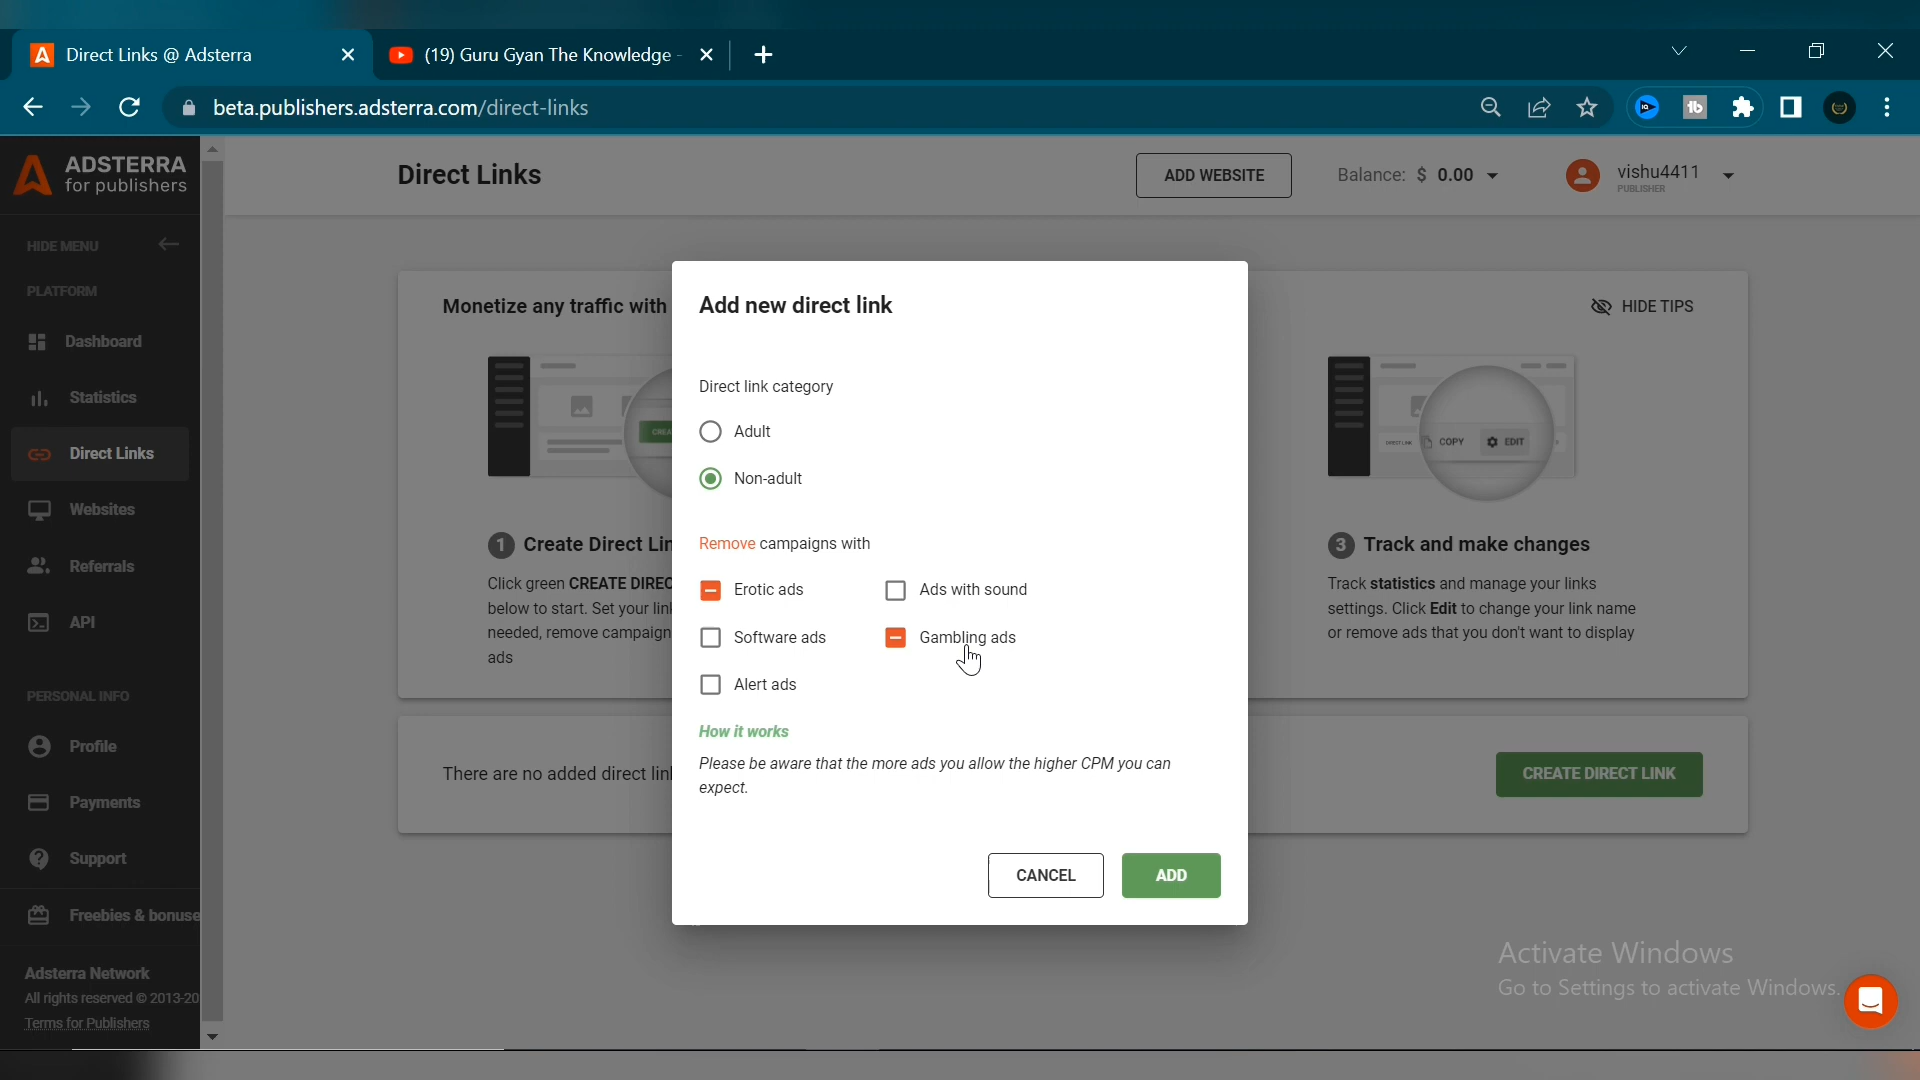 Direct Links @ Adsterra
(19) Guru Gyan The Knowledge -
beta.publishers.adsterra.com/direct-links
ADSTERRA
for publishers
Direct Links
ADD WEBSITE
Balance: $ 0.00
vishu4411
PUBLISHER
HIDE MENU
PLATFORM
Dashboard
Statistics
Direct Links
Websites
Referrals
API
PERSONAL INFO
Profile
Payments
Support
Freebies & bonuse
Adsterra Network
All rights reserved © 2013-20
Terms for Publishers
Monetize any traffic with
HIDE TIPS
CREA
COPY
EDIT
1 Create Direct Lin
Click green CREATE DIREC
below to start. Set your lin
needed, remove campaign
ads
3 Track and make changes
Track statistics and manage your links
settings. Click Edit to change your link name
or remove ads that you don't want to display
There are no added direct lin
CREATE DIRECT LINK
Add new direct link
Direct link category
Adult
Non-adult
Remove campaigns with
Erotic ads
Ads with sound
Software ads
Gambling ads
Alert ads
How it works
Please be aware that the more ads you allow the higher CPM you can
expect.
CANCEL
ADD
Activate Windows
Go to Settings to activate Windows.